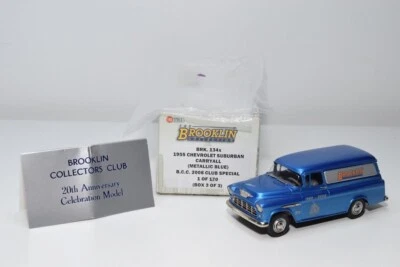 BROOKLIN
COLLECTORS CLUB
20th Anniversary
Celebration Model
BROOKLIN
BRK. 134x
1955 CHEVROLET SUBURBAN
CARRYALL
(METALLIC BLUE)
B.C.C. 2006 CLUB SPECIAL
1 OF 150
(BOX 3 OF 3)